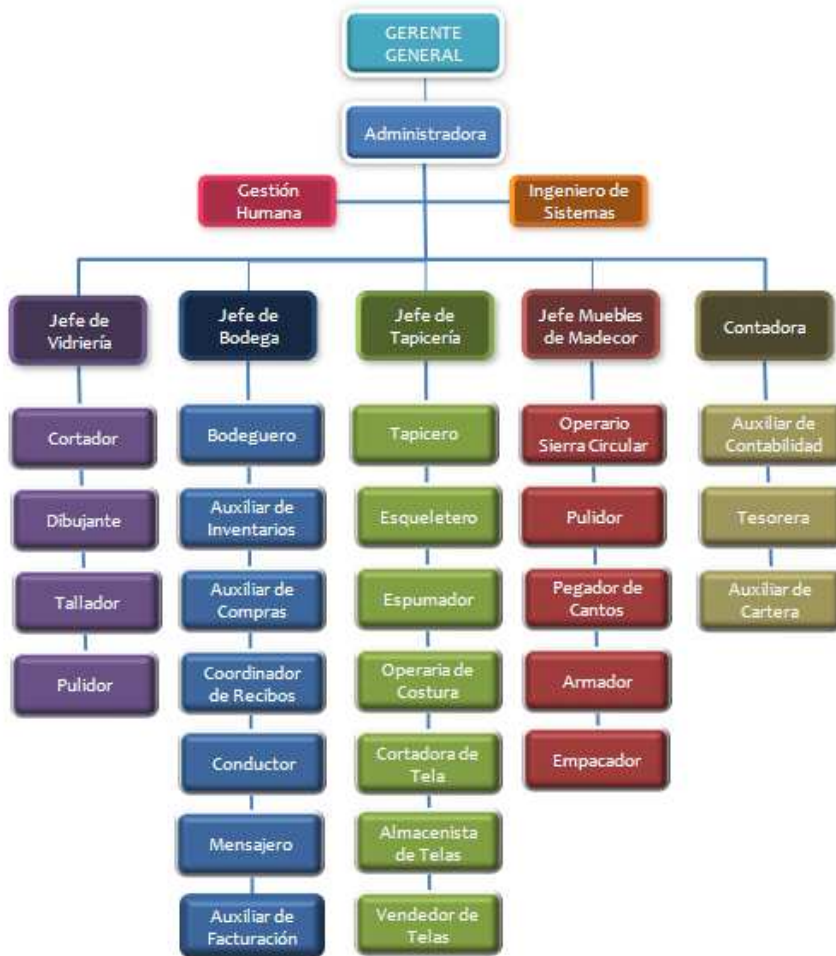 GERENTE
GENERAL
Administradora
Gestión
Humana
Ingeniero de
Sistemas
Jefe de
Vidriería
Jefe de
Bodega
Jefe de
Tapicería
Jefe Muebles
de Madecor
Contadora
Cortador
Dibujante
Tallador
Pulidor
Bodeguero
Auxiliar de
Inventarios
Auxiliar de
Compras
Coordinador
de Recibos
Conductor
Mensajero
Auxiliar de
Facturación
Tapicero
Esqueletero
Espumador
Operaria de
Costura
Cortadora de
Tela
Almacenista
de Telas
Vendedor de
Telas
Operario
Sierra Circular
Pulidor
Pegador de
Cantos
Armador
Empacador
Auxiliar de
Contabilidad
Tesorera
Auxiliar de
Cartera